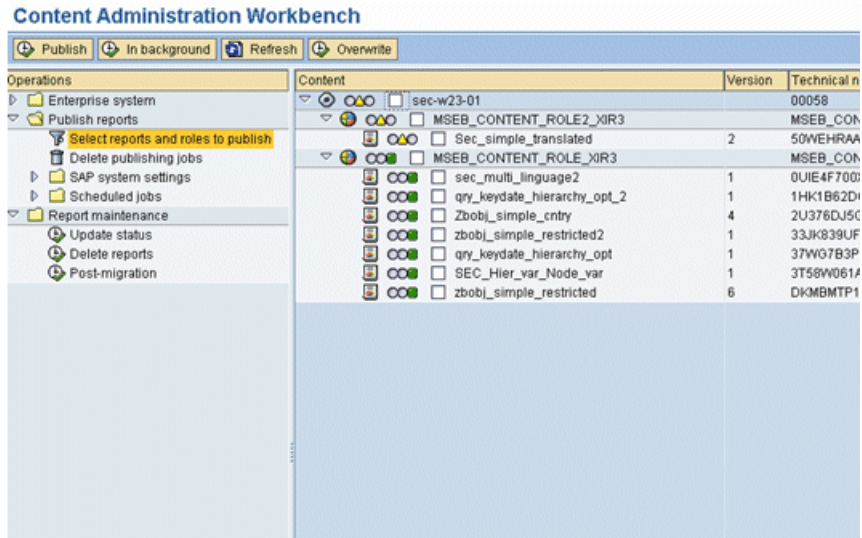 Content Administration Workbench
Publish In background Refresh Overwrite
Operations
Enterprise system
Publish reports
Select reports and roles to publish
Delete publishing jobs
SAP system settings
Scheduled jobs
Report maintenance
Update status
Delete reports
Post-migration
Content Version Technical n
sec-w23-01 00058
MSEB_CONTENT_ROLE2_XIR3 MSEB_CON
Sec_simple_translated 2 50WEHRAA
MSEB_CONTENT_ROLE_XIR3 MSEB_CON
sec_multi_linguage2 1 0UIE4F700
qry_keydate_hierarchy_opt_2 1 1HK1B62D
Zbobj_simple_cntry 4 2U376DJ5
zbobj_simple_restricted2 1 33JK839UF
qry_keydate_hierarchy_opt 1 37WG7B3P
SEC_Hier_var_Node_var 1 3T58W061
zbobj_simple_restricted 6 DKMBMTP1